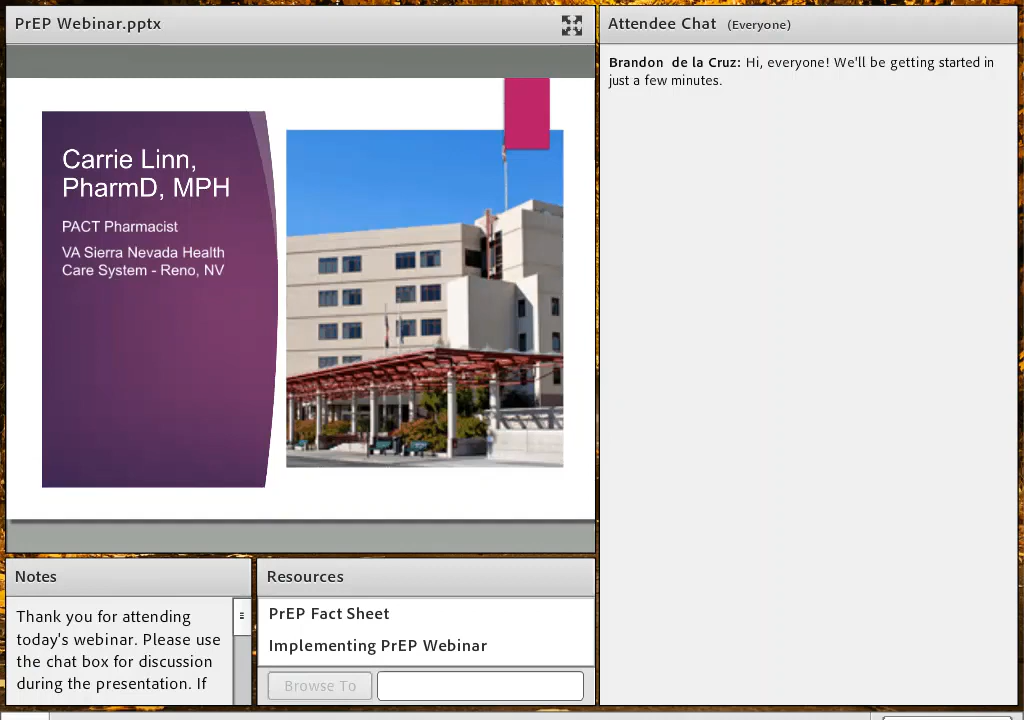 PrEP Webinar.pptx
Carrie Linn,
PharmD, MPH
PACT Pharmacist
VA Sierra Nevada Health
Care System - Reno, NV
Notes
Thank you for attending
today's webinar. Please use
the chat box for discussion
during the presentation. If
Resources
PrEP Fact Sheet
Implementing PrEP Webinar
Browse To
Attendee Chat (Everyone)
Brandon de la Cruz: Hi, everyone! We'll be getting started in
just a few minutes.